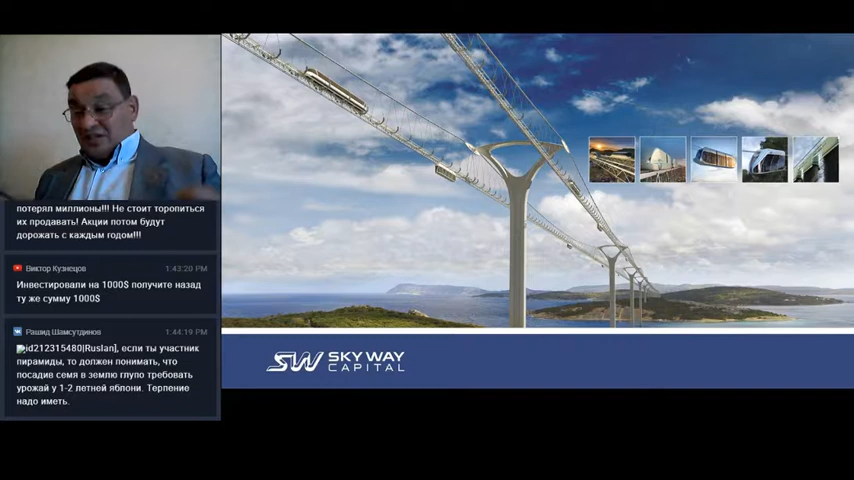 потерял миллионы!!! Не стоит торопиться
их продавать! Акции потом будут
дорожать с каждым годом!!!
Виктор Кузнецов 1:43:20 PM
Инвестировали на 1000$ получите назад
ту же сумму 1000$
Рашид Шамсутдинов 1:44:19 PM
id212315480|Ruslan], если ты участник
пирамиды, то должен понимать, что
посадив семя в землю глупо требовать
урожай у 1-2 летней яблони. Терпение
надо иметь.
SW SKY WAY
CAPITAL